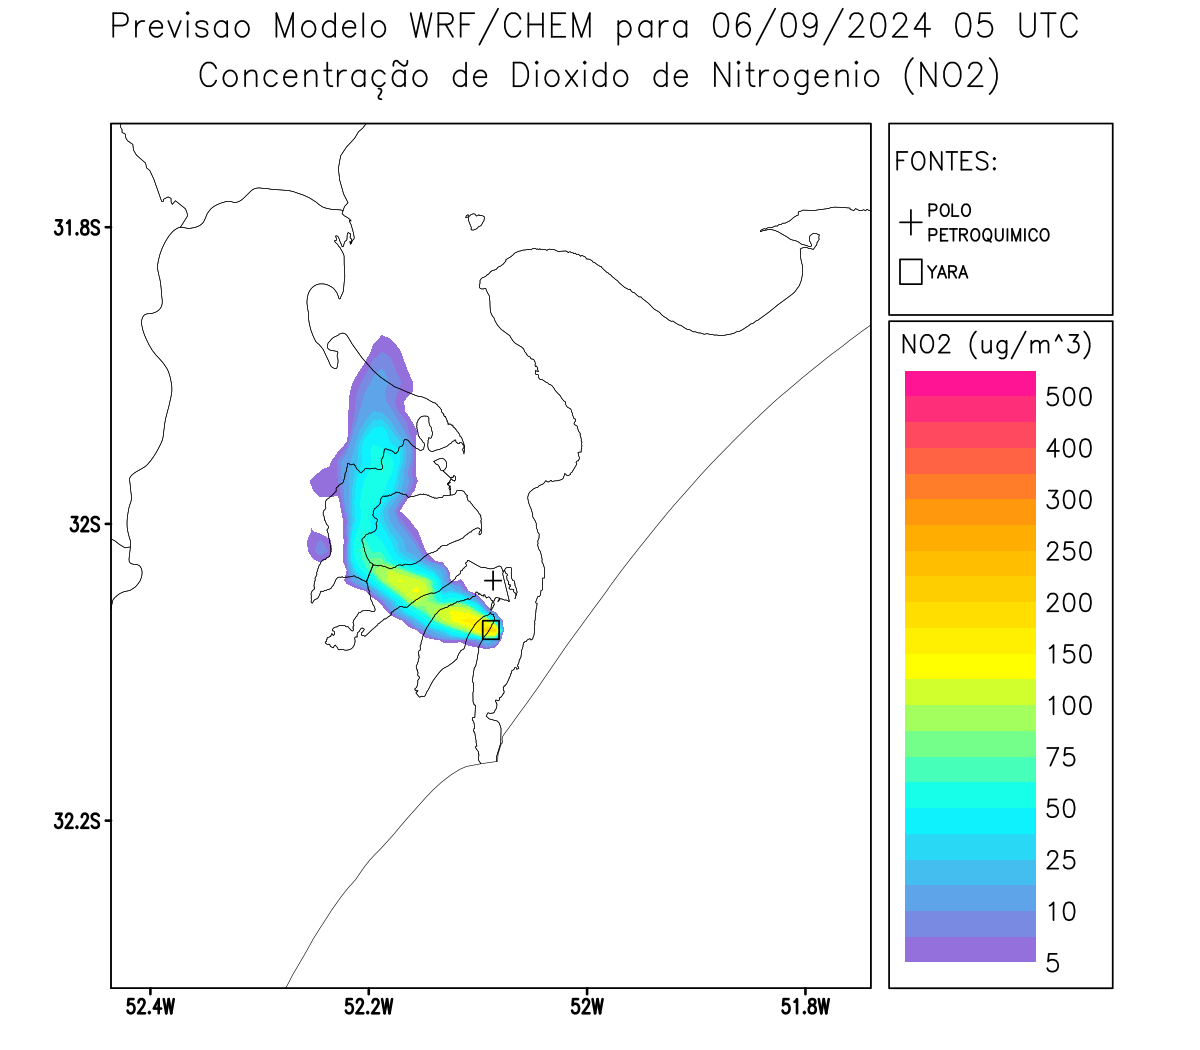 Previsao Modelo WRF/CHEM para 06/09/2024 05 UTC
Concentração de Dioxido de Nitrogenio (NO2)
FONTES:
POLO
PETROQUIMICO
YARA
NO2 (ug/m^3)
500
400
300
250
200
150
100
75
50
25
10
5
31.8S
32S
32.2S
52.4W
52.2W
52W
51.8W